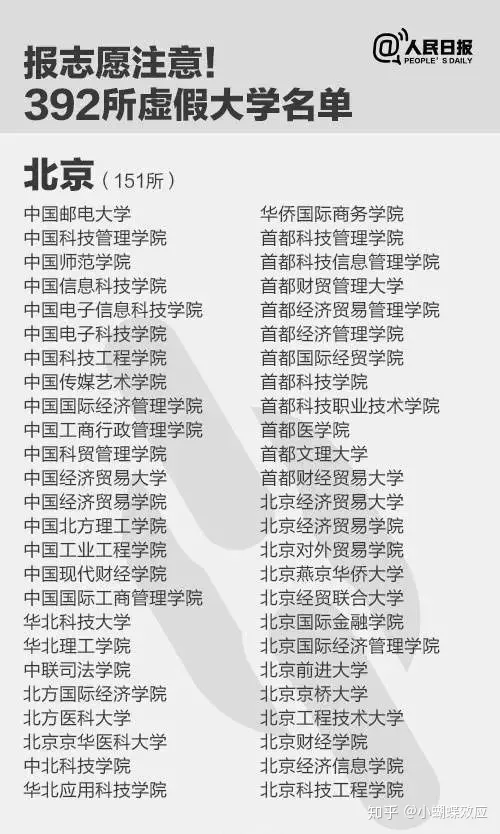 @人民日报
PEOPLE'S DAILY
报志愿注意!
392所虚假大学名单
北京（151所）
中国邮电大学
中国科技管理学院
中国师范学院
中国信息科技学院
中国电子信息科技学院
中国电子科技学院
中国科技工程学院
中国传媒艺术学院
中国国际经济管理学院
中国工商行政管理学院
中国科贸管理学院
中国经济贸易大学
中国经济贸易学院
中国北方理工学院
中国工业工程学院
中国现代财经学院
中国国际工商管理学院
华北科技大学
华北理工学院
中联司法学院
北方国际经济学院
北方医科大学
北京京华医科大学
中北科技学院
华北应用科技学院
华侨国际商务学院
首都科技管理学院
首都科技信息管理学院
首都财贸管理大学
首都经济贸易管理学院
首都经济管理学院
首都国际经贸学院
首都科技学院
首都科技职业技术学院
首都医学院
首都文理大学
首都财经贸易大学
北京经济贸易大学
北京经济贸易学院
北京对外贸易学院
北京燕京华侨大学
北京经贸联合大学
北京国际金融学院
北京国际经济管理学院
北京前进大学
北京京桥大学
北京工程技术大学
北京财经学院
北京经济信息学院
北京科技工程学院
知乎 @小蝴蝶效应